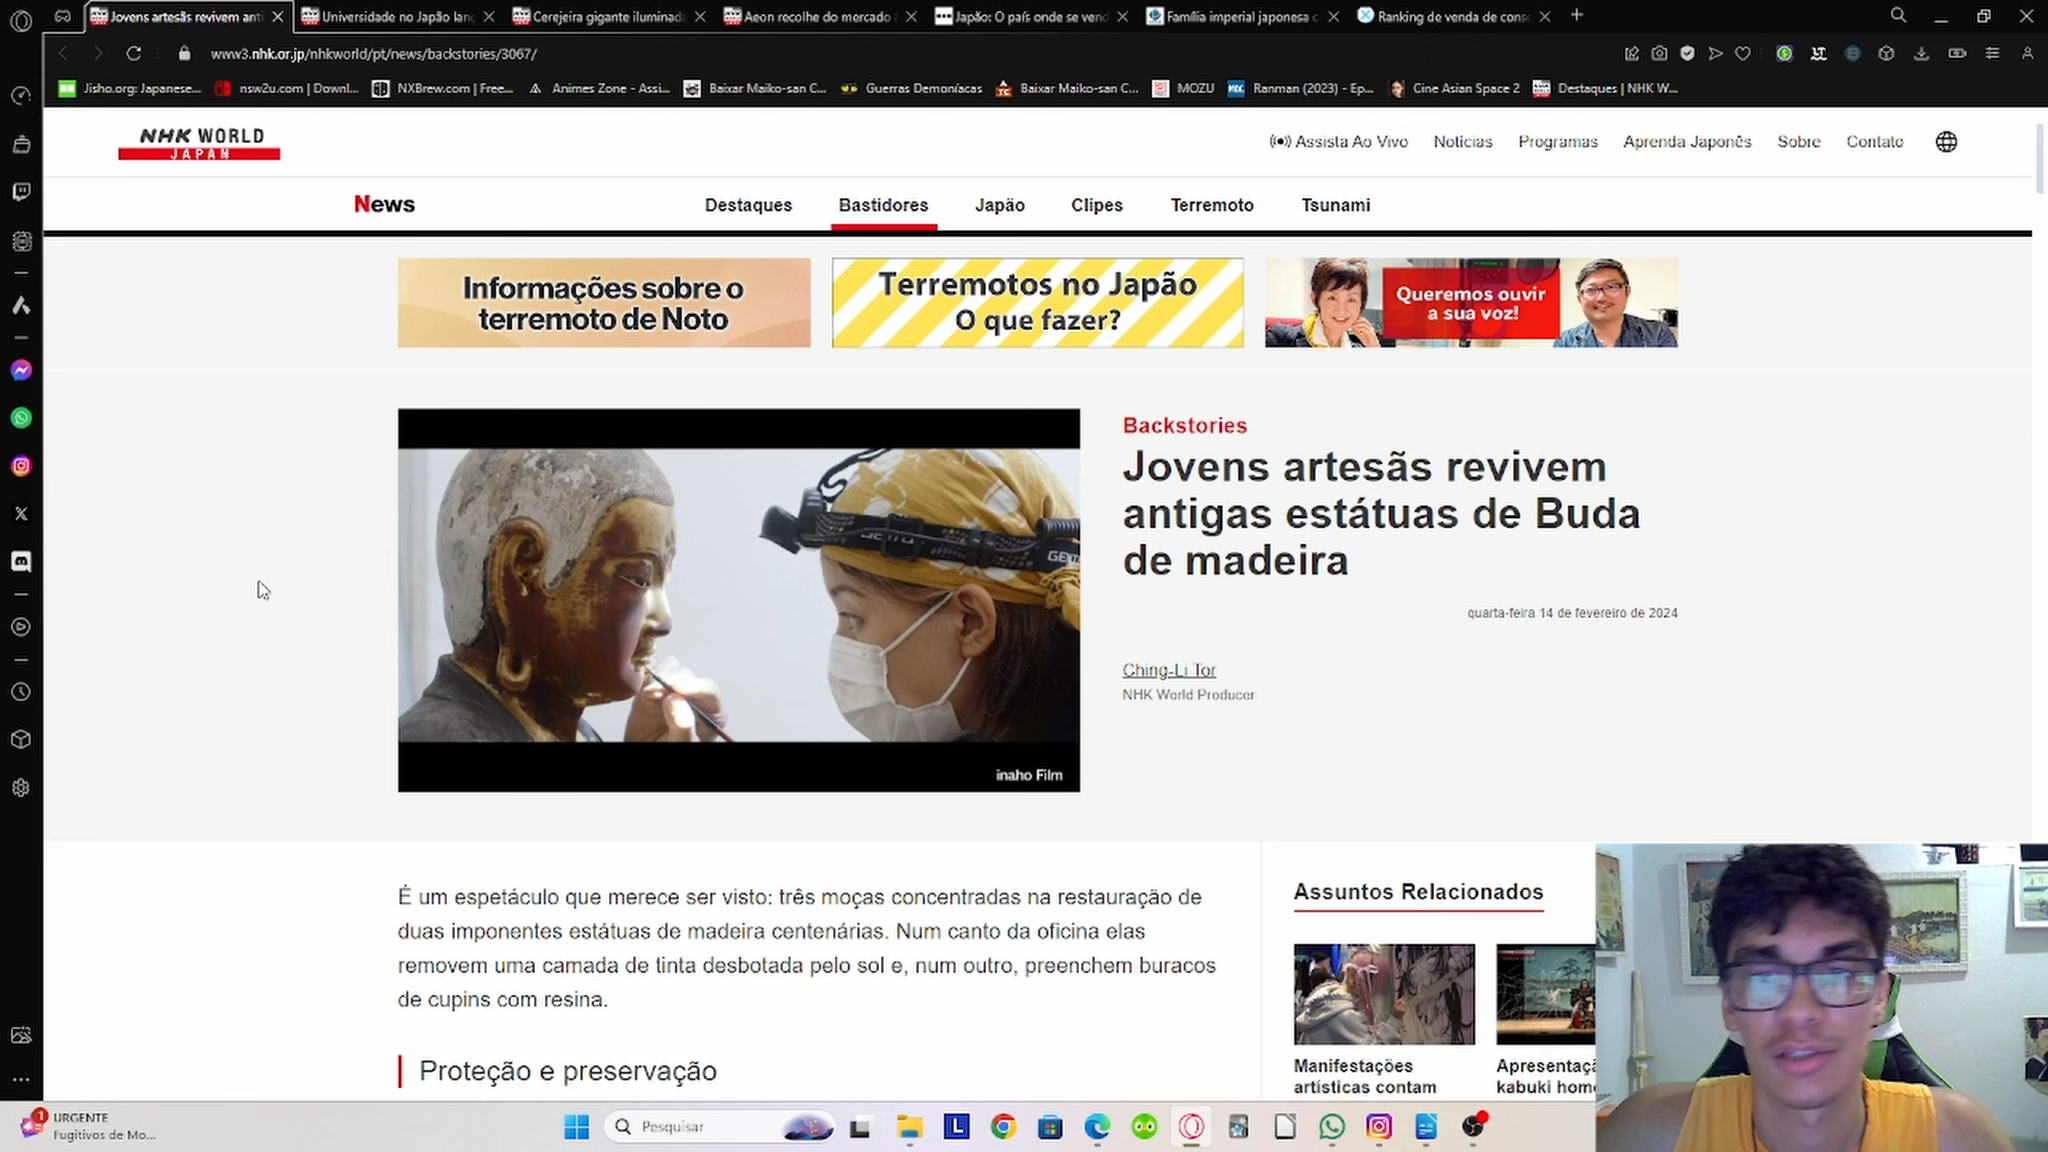 Jovens artesãs revivem anti
Universidade no Japão lanç
Cerejeira gigante iluminada
Aeon recolhe do mercado
Japão: O país onde se vend
Família imperial japonesa c
Ranking de venda de conso
www3.nhk.or.jp/nhkworld/pt/news/backstories/3067/
Jisho.org: Japanese...
nsw2u.com | Downl...
NXBrew.com | Free...
Animes Zone - Assi...
Baixar Maiko-san C...
Guerras Demoníacas
Baixar Maiko-san C...
MOZU
Ranman (2023) - Ep...
Cine Asian Space 2
Destaques | NHK W...
NHK WORLD
JAPAN
Assista Ao Vivo
Notícias
Programas
Aprenda Japonês
Sobre
Contato
News
Destaques
Bastidores
Japão
Clipes
Terremoto
Tsunami
Informações sobre o
terremoto de Noto
Terremotos no Japão
O que fazer?
Queremos ouvir
a sua voz!
Backstories
Jovens artesãs revivem
antigas estátuas de Buda
de madeira
quarta-feira 14 de fevereiro de 2024
Ching-Li Tor
NHK World Producer
inaho Film
É um espetáculo que merece ser visto: três moças concentradas na restauração de
duas imponentes estátuas de madeira centenárias. Num canto da oficina elas
removem uma camada de tinta desbotada pelo sol e, num outro, preenchem buracos
de cupins com resina.
Proteção e preservação
Assuntos Relacionados
Manifestações
artísticas contam
Apresentaç
kabuki hom
1
URGENTE
Fugitivos de Mo...
Pesquisar